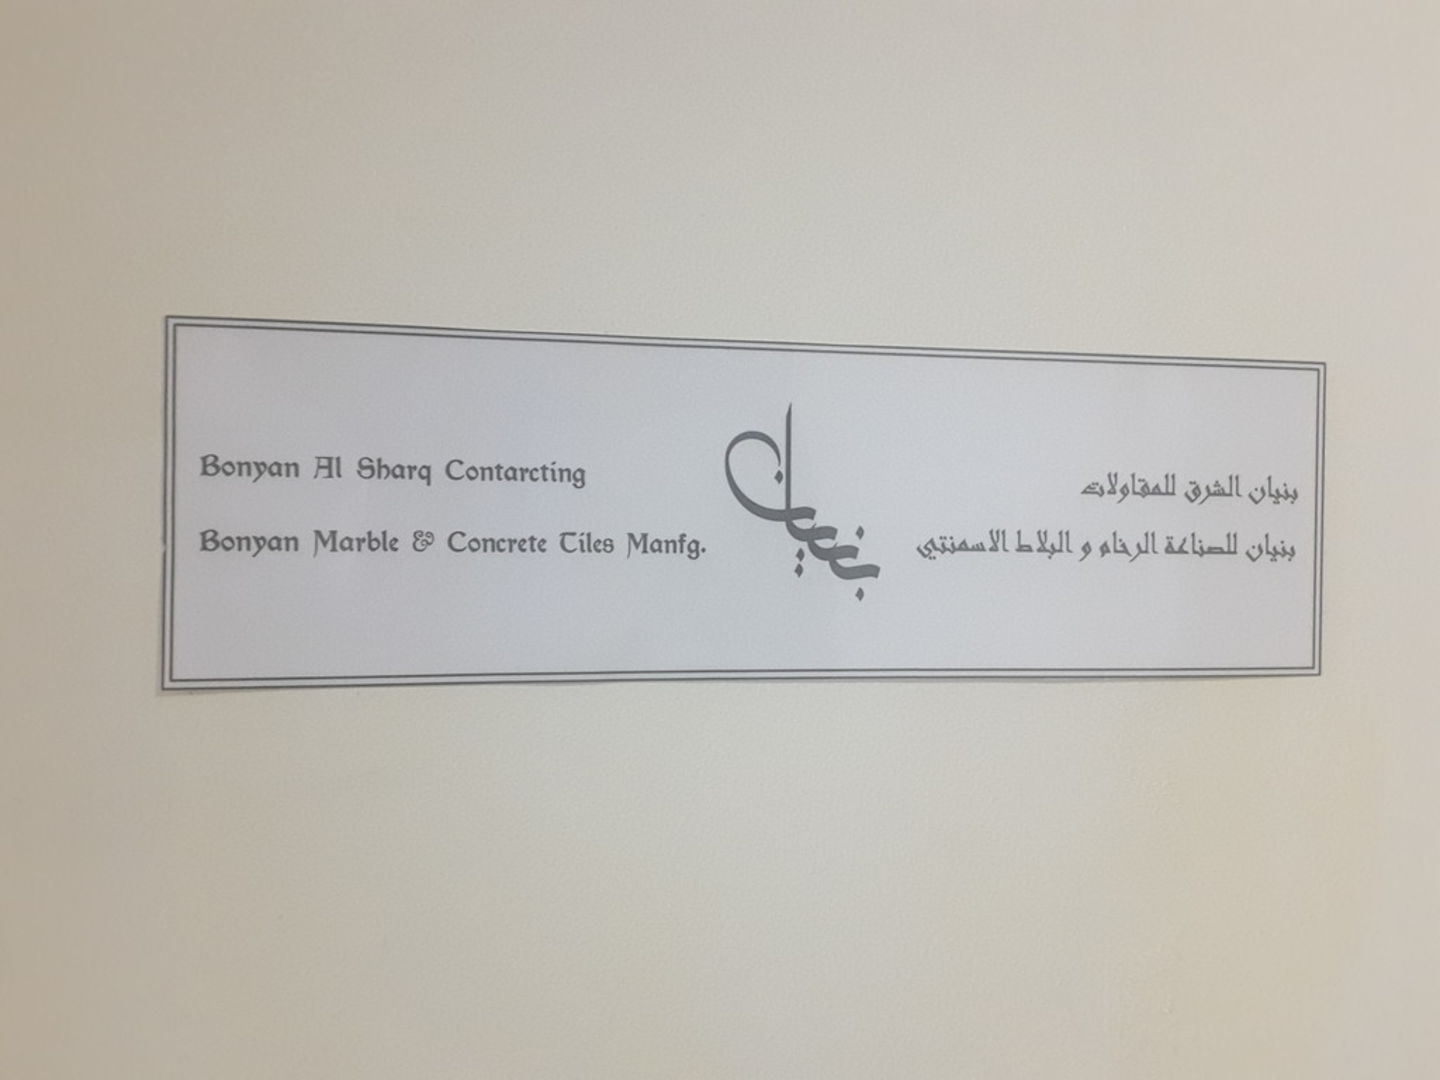 Bonyan Al Sharq Contarcting
Bonyan Marble & Concrete Tiles Manfg.
بنيان
بنيان الشرق للمقاولات
بنيان للصناعة الرخام و البلاط الاسمنتي